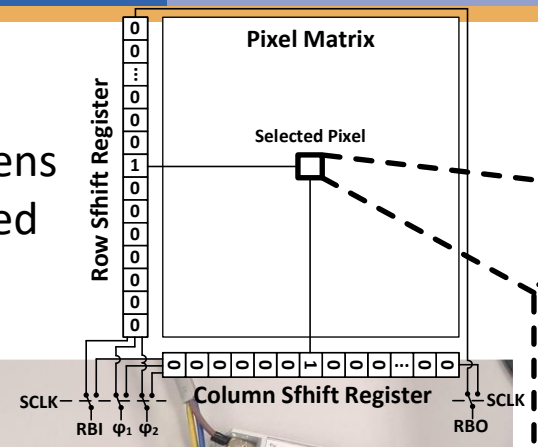 Pixel Matrix
Selected Pixel
ens
ed
Row Sfhift Register
0
0
⋮
0
0
0
1
0
0
0
0
0
0
0
0 0 0 0 0 0 1 0 0 0 ... 0 0
Column Sfhift Register
SCLK
SCLK
RBI φ₁ φ₂
RBO